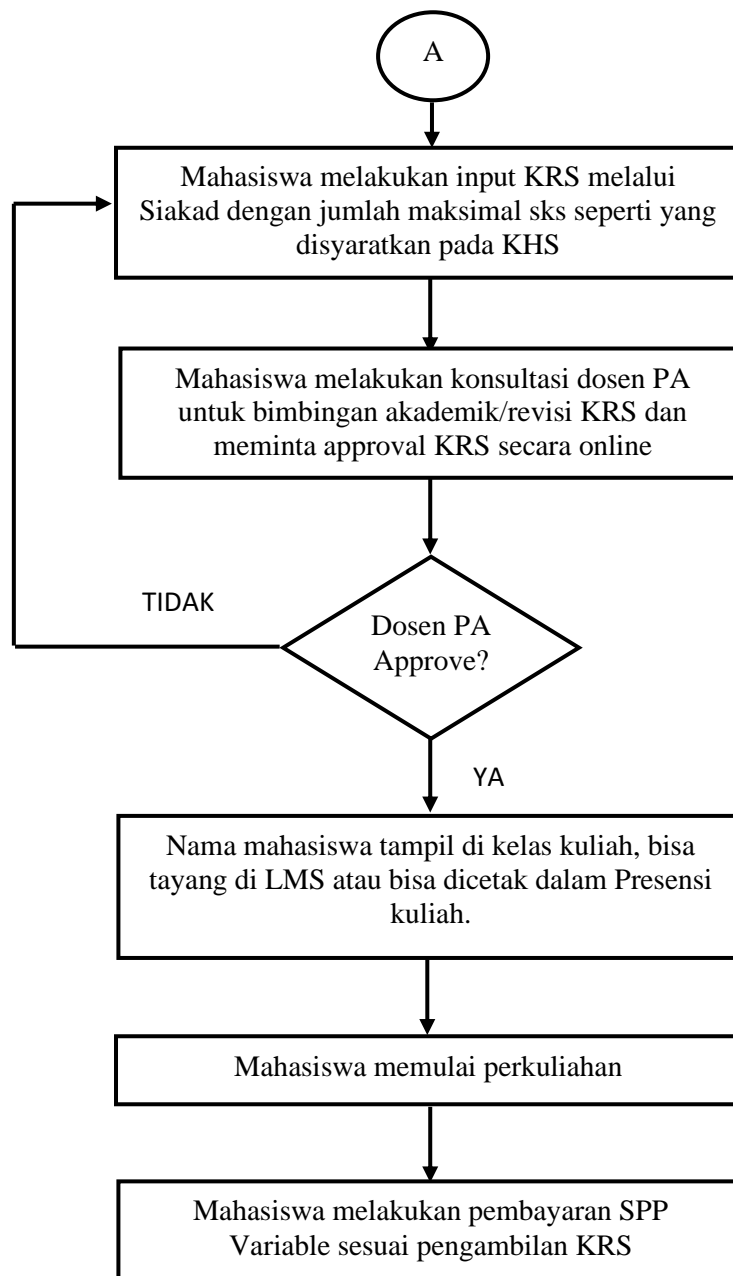 A
Mahasiswa melakukan input KRS melalui
Siakad dengan jumlah maksimal sks seperti yang
disyaratkan pada KHS
Mahasiswa melakukan konsultasi dosen PA
untuk bimbingan akademik/revisi KRS dan
meminta approval KRS secara online
TIDAK
Dosen PA
Approve?
YA
Nama mahasiswa tampil di kelas kuliah, bisa
tayang di LMS atau bisa dicetak dalam Presensi
kuliah.
Mahasiswa memulai perkuliahan
Mahasiswa melakukan pembayaran SPP
Variable sesuai pengambilan KRS